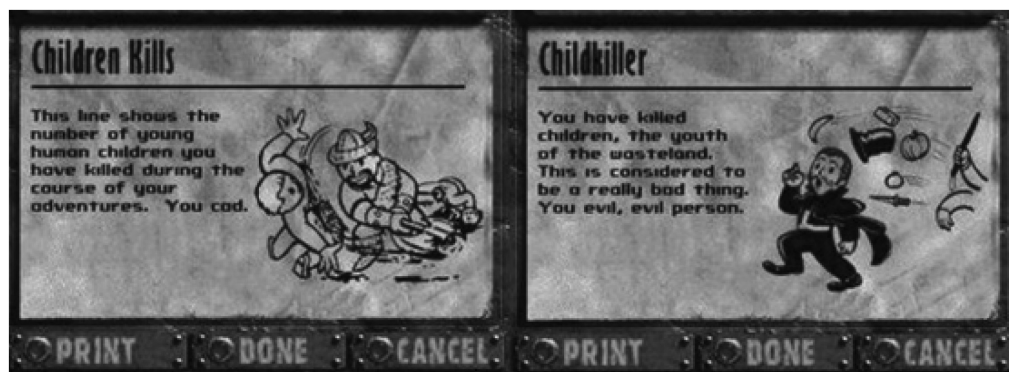 Children Kills
This line shows the
number of young
human children you
have killed during the
course of your
adventures. You cad.
PRINT
DONE
CANCEL
Childkiller
You have killed
children, the youth
of the wasteland.
This is considered to
be a really bad thing.
You evil, evil person.
PRINT
DONE
CANCEL